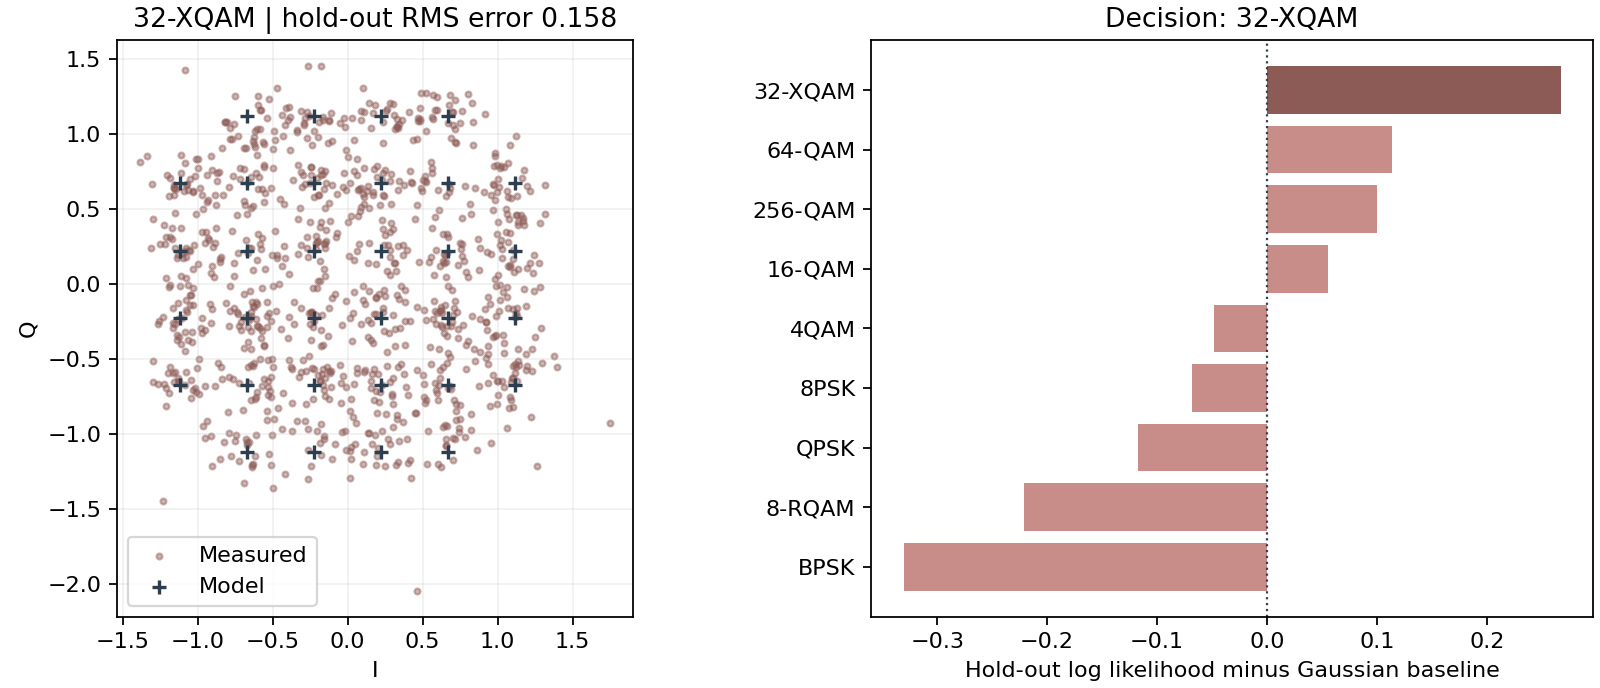 32-XQAM | hold-out RMS error 0.158
1.5
1.0
0.5
0.0
−0.5
−1.0
−1.5
−2.0
Q
Measured
Model
−1.5
−1.0
−0.5
0.0
0.5
1.0
1.5
I
Decision: 32-XQAM
32-XQAM
64-QAM
256-QAM
16-QAM
4QAM
8PSK
QPSK
8-RQAM
BPSK
−0.3
−0.2
−0.1
0.0
0.1
0.2
Hold-out log likelihood minus Gaussian baseline